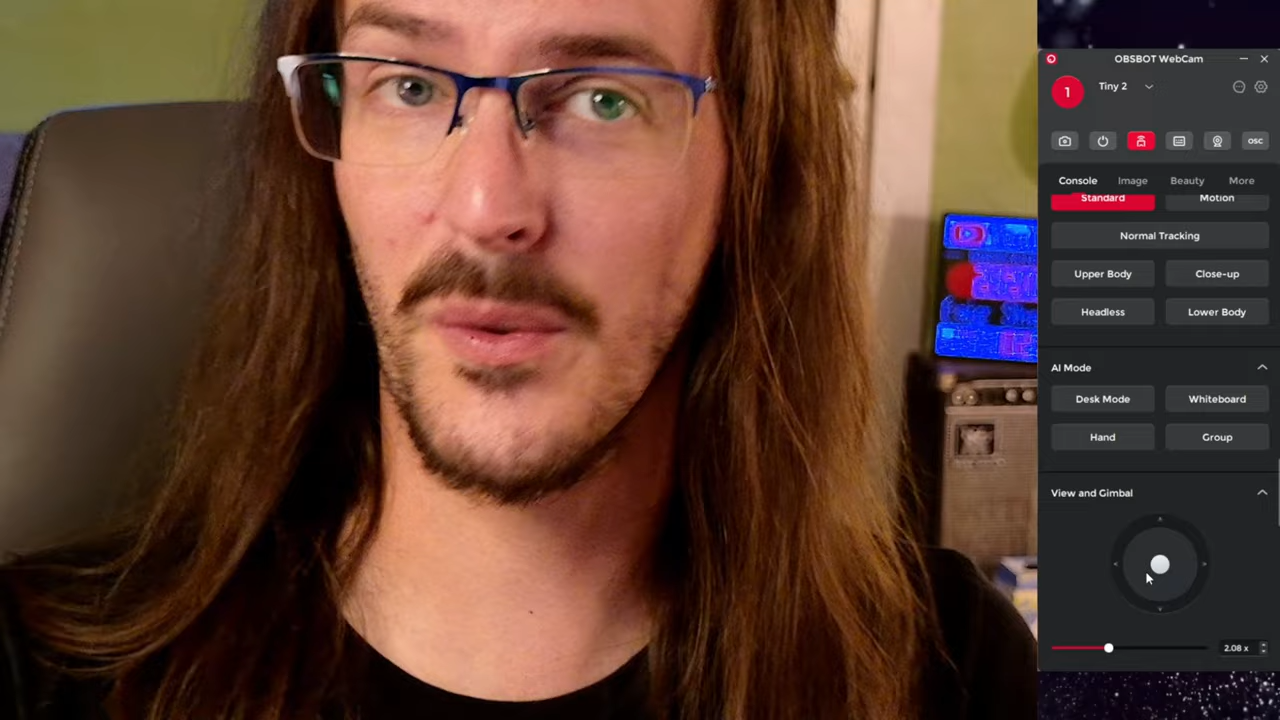 OBSBOT WebCam
1
Tiny 2
OSC
Console Image Beauty More
Standard Motion
Normal Tracking
Upper Body Close-up
Headless Lower Body
AI Mode
Desk Mode Whiteboard
Hand Group
View and Gimbal
2.08 x